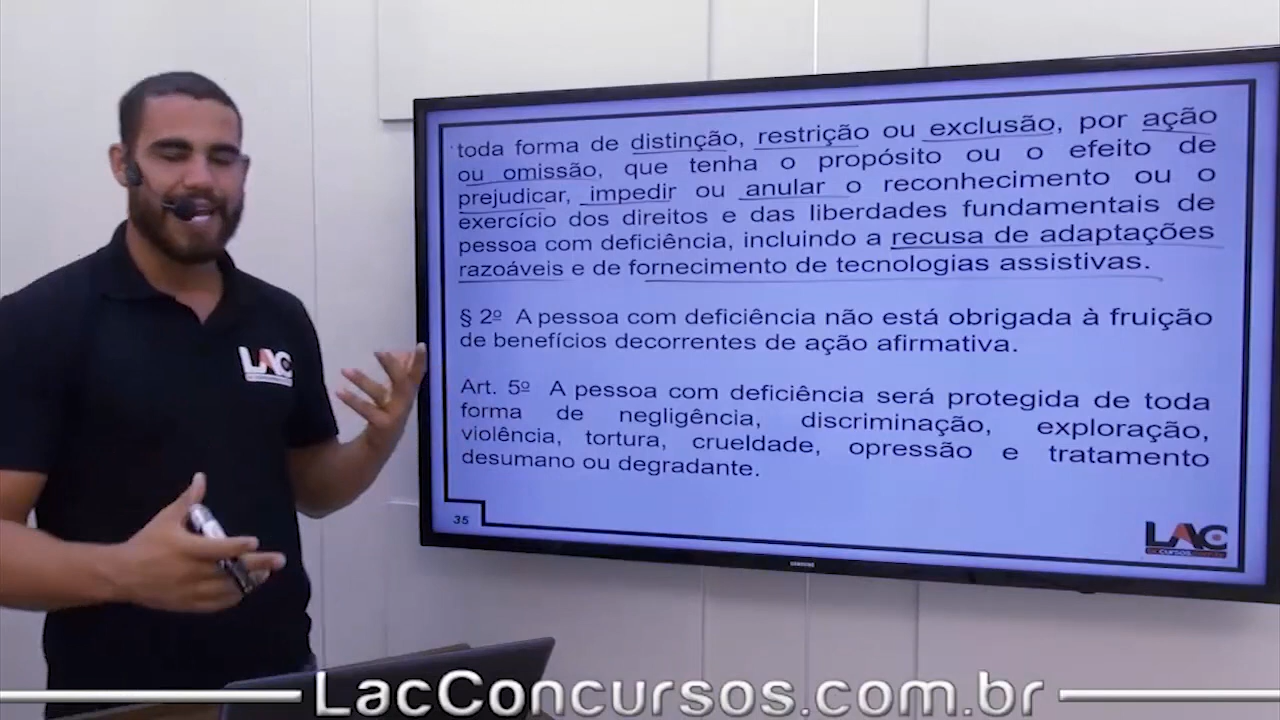 toda forma de distinção, restrição ou exclusão, por ação
ou omissão, que tenha o propósito ou o efeito de
prejudicar, impedir ou anular o reconhecimento ou o
exercício dos direitos e das liberdades fundamentais de
pessoa com deficiência, incluindo a recusa de adaptações
razoáveis e de fornecimento de tecnologias assistivas.
§ 2º A pessoa com deficiência não está obrigada à fruição
de benefícios decorrentes de ação afirmativa.
Art. 5º A pessoa com deficiência será protegida de toda
forma de negligência, discriminação, exploração,
violência, tortura, crueldade, opressão e tratamento
desumano ou degradante.
35
LAC
LAC
SAMSUNG
LacConcursos.com.br